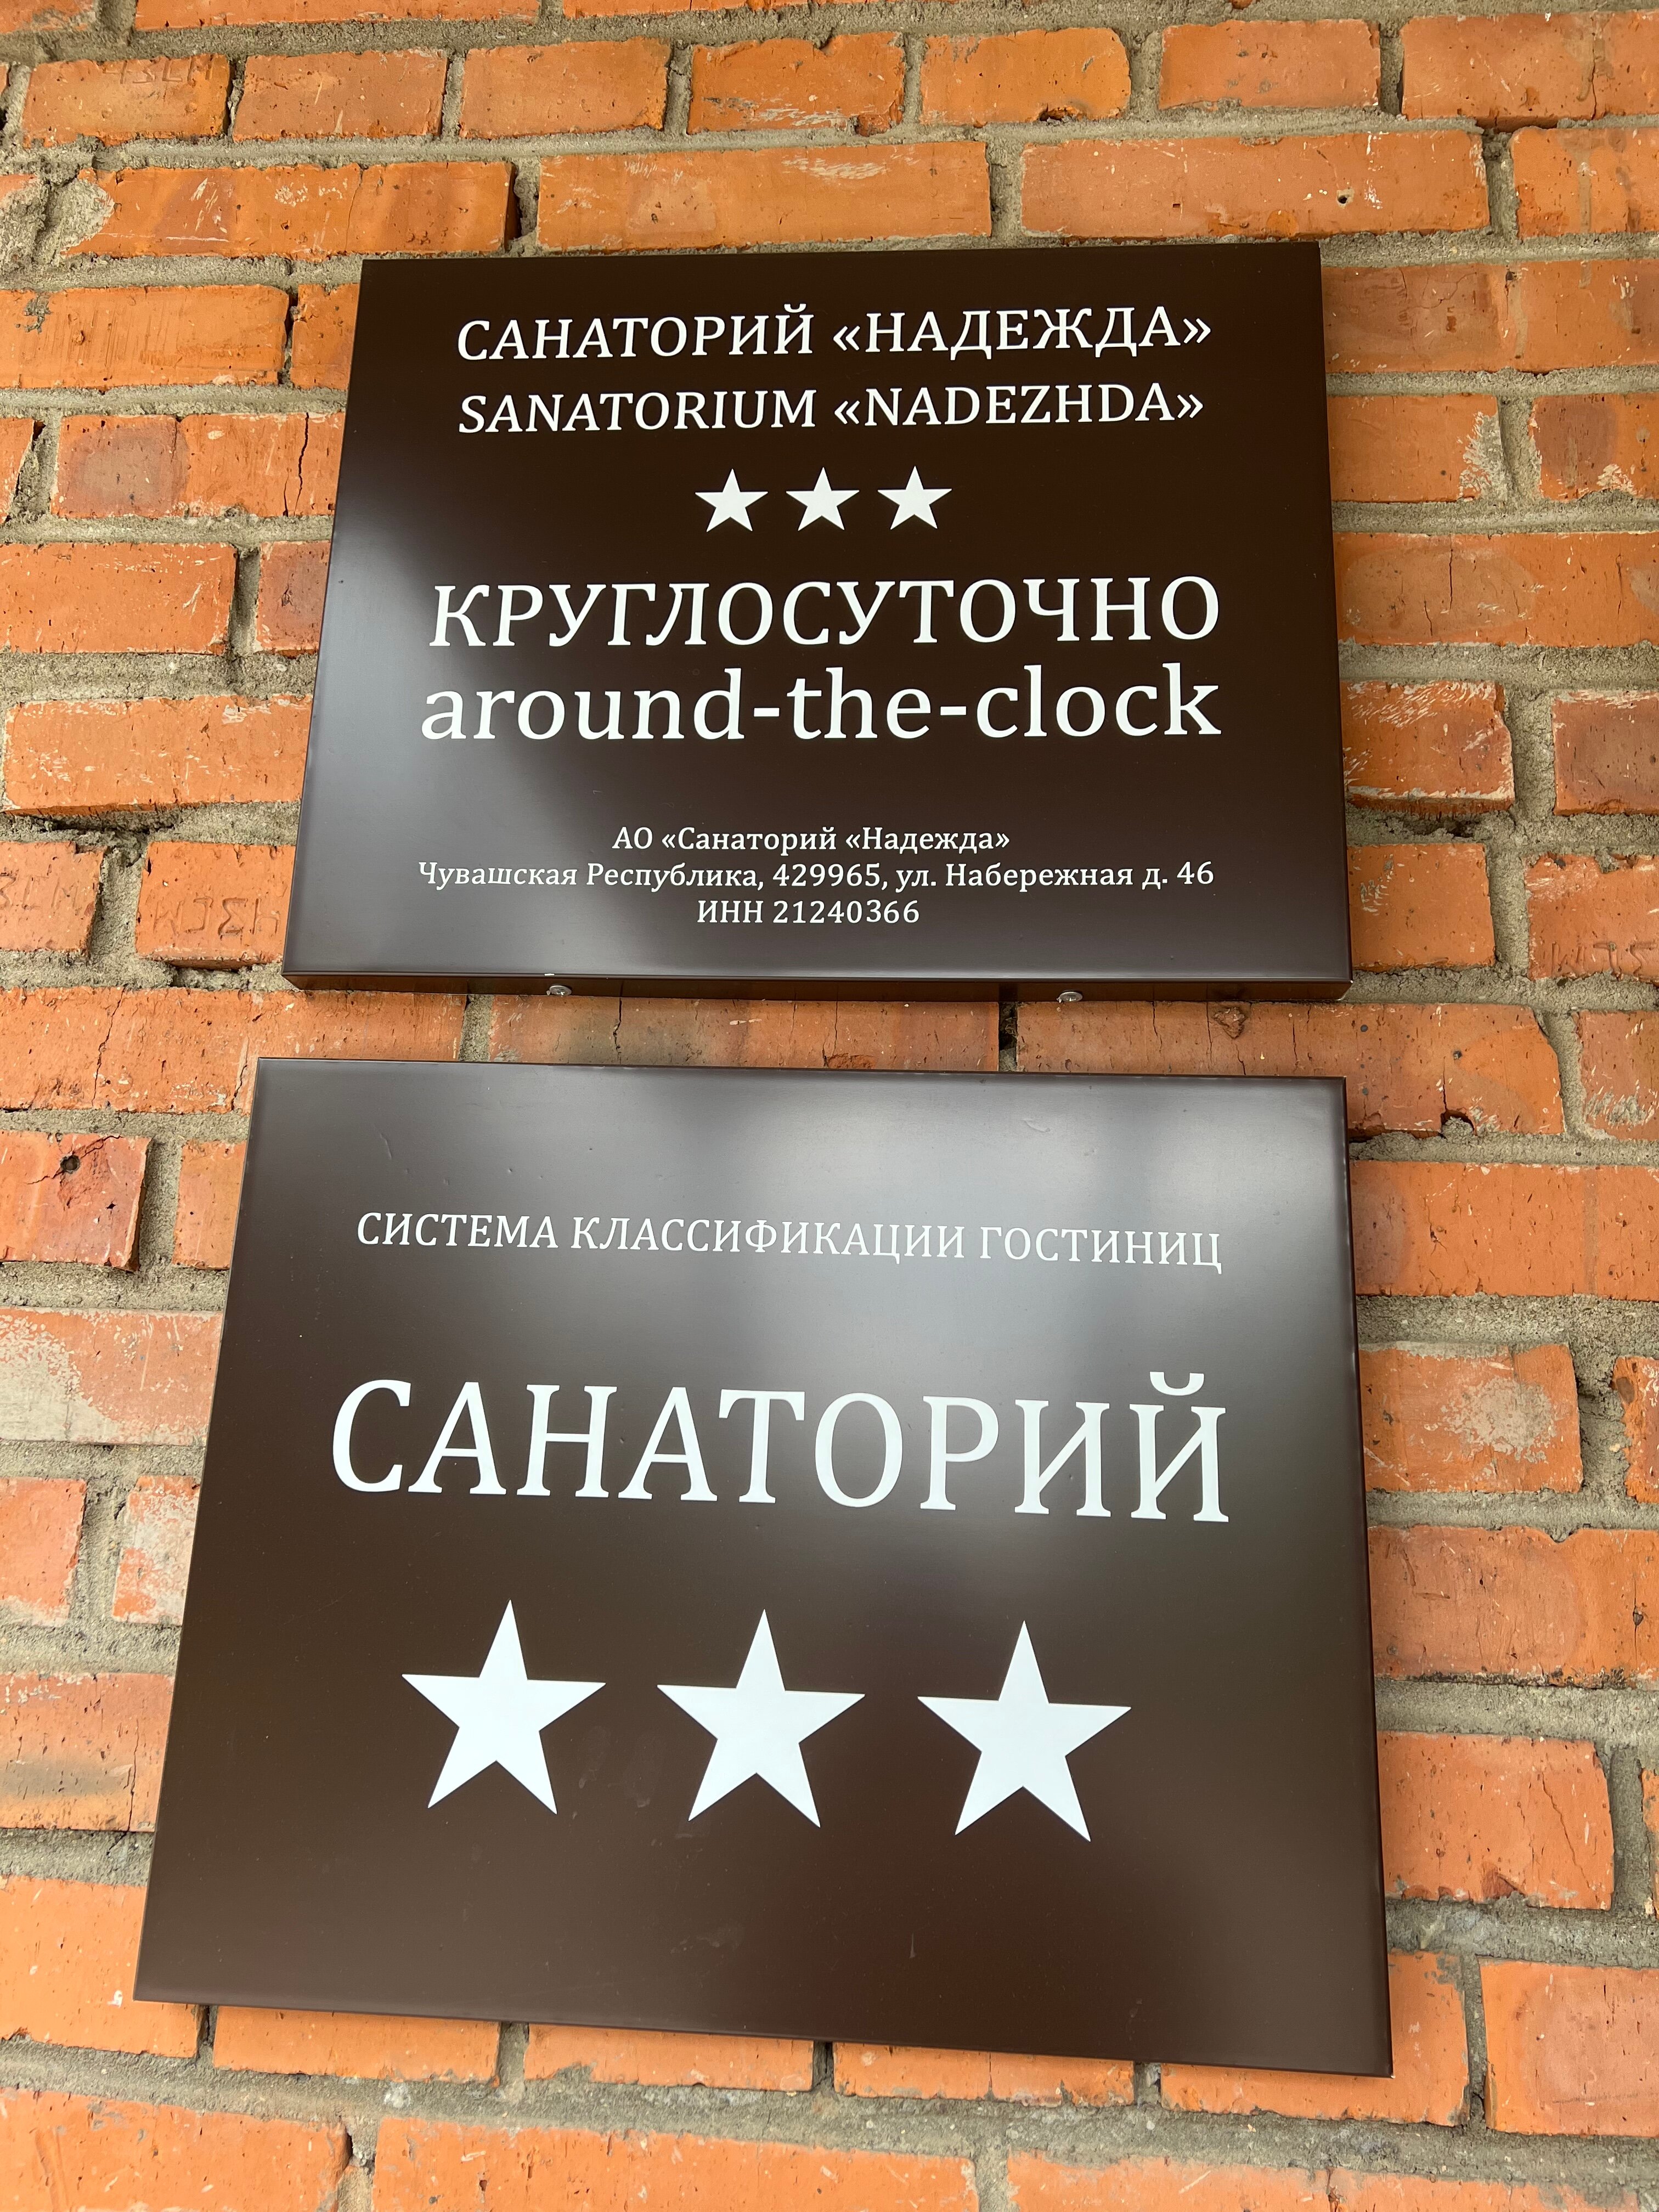 САНАТОРИЙ «НАДЕЖДА»
SANATORIUM «NADEZHDA»
★★★
КРУГЛОСУТОЧНО
around-the-clock
АО «Санаторий «Надежда»
Чувашская Республика, 429965, ул. Набережная д. 46
ИНН 21240366
СИСТЕМА КЛАССИФИКАЦИИ ГОСТИНИЦ
САНАТОРИЙ
★★★